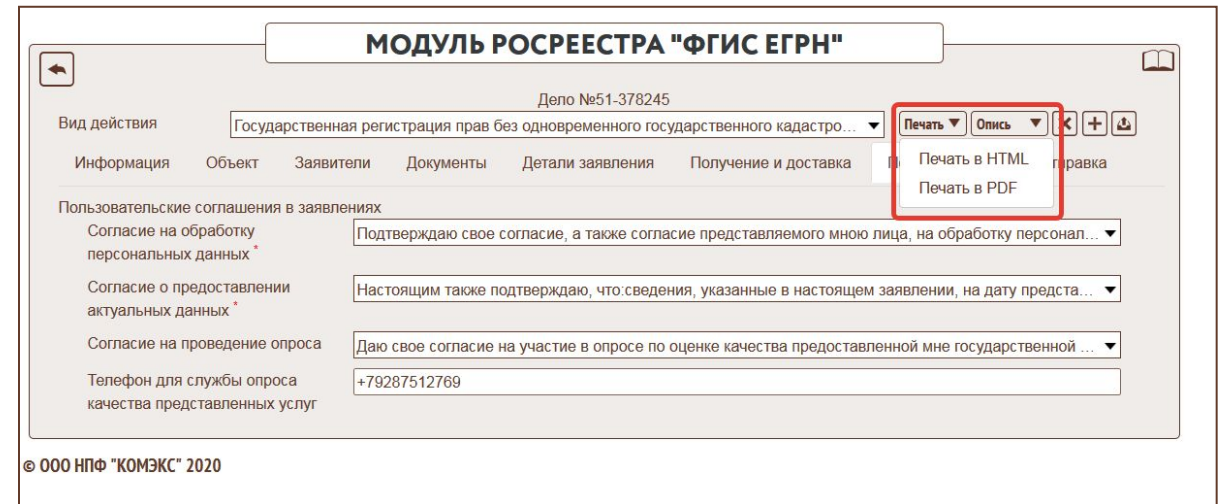 МОДУЛЬ РОСРЕЕСТРА "ФГИС ЕГРН"
Дело №51-378245
Вид действия
Государственная регистрация прав без одновременного государственного кадастро...
Печать
Опись
Информация
Объект
Заявители
Документы
Детали заявления
Получение и доставка
Печать в HTML
Печать в PDF
Пользовательские соглашения в заявлениях
Согласие на обработку
персональных данных *
Подтверждаю свое согласие, а также согласие представляемого мною лица, на обработку персонал...
Согласие о предоставлении
актуальных данных *
Настоящим также подтверждаю, что:сведения, указанные в настоящем заявлении, на дату предста...
Согласие на проведение опроса
Даю свое согласие на участие в опросе по оценке качества предоставленной мне государственной ...
Телефон для службы опроса
качества представленных услуг
+79287512769
© ООО НПФ "КОМЭКС" 2020